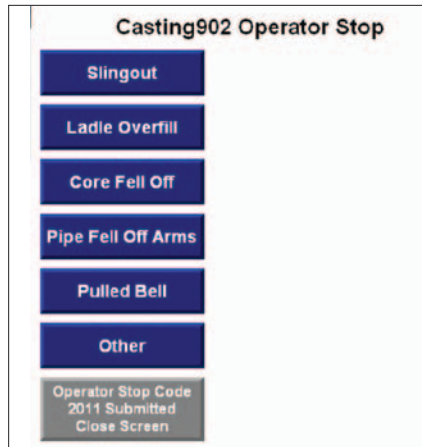 Casting902 Operator Stop
Slingout
Ladle Overfill
Core Fell Off
Pipe Fell Off Arms
Pulled Bell
Other
Operator Stop Code
2011 Submitted
Close Screen